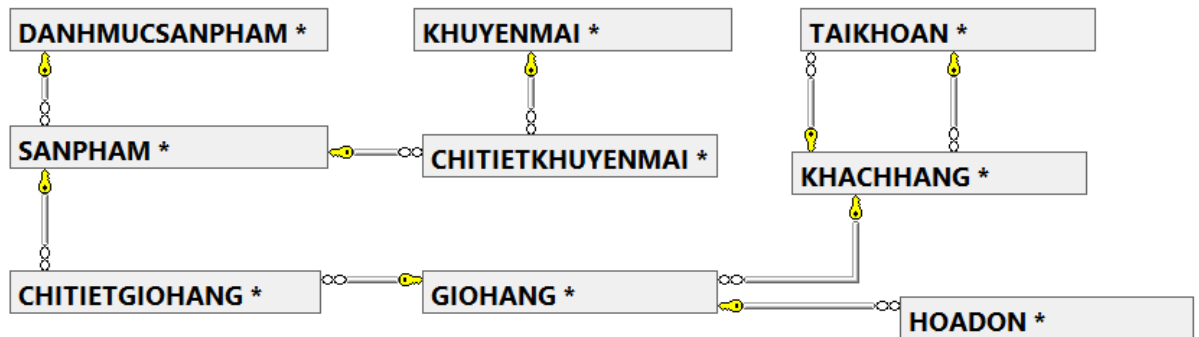 DANHMUCSANPHAM *
KHUYENMAI *
TAIKHOAN *
SANPHAM *
CHITIETKHUYENMAI *
KHACHHANG *
CHITIETGIOHANG *
GIOHANG *
HOADON *